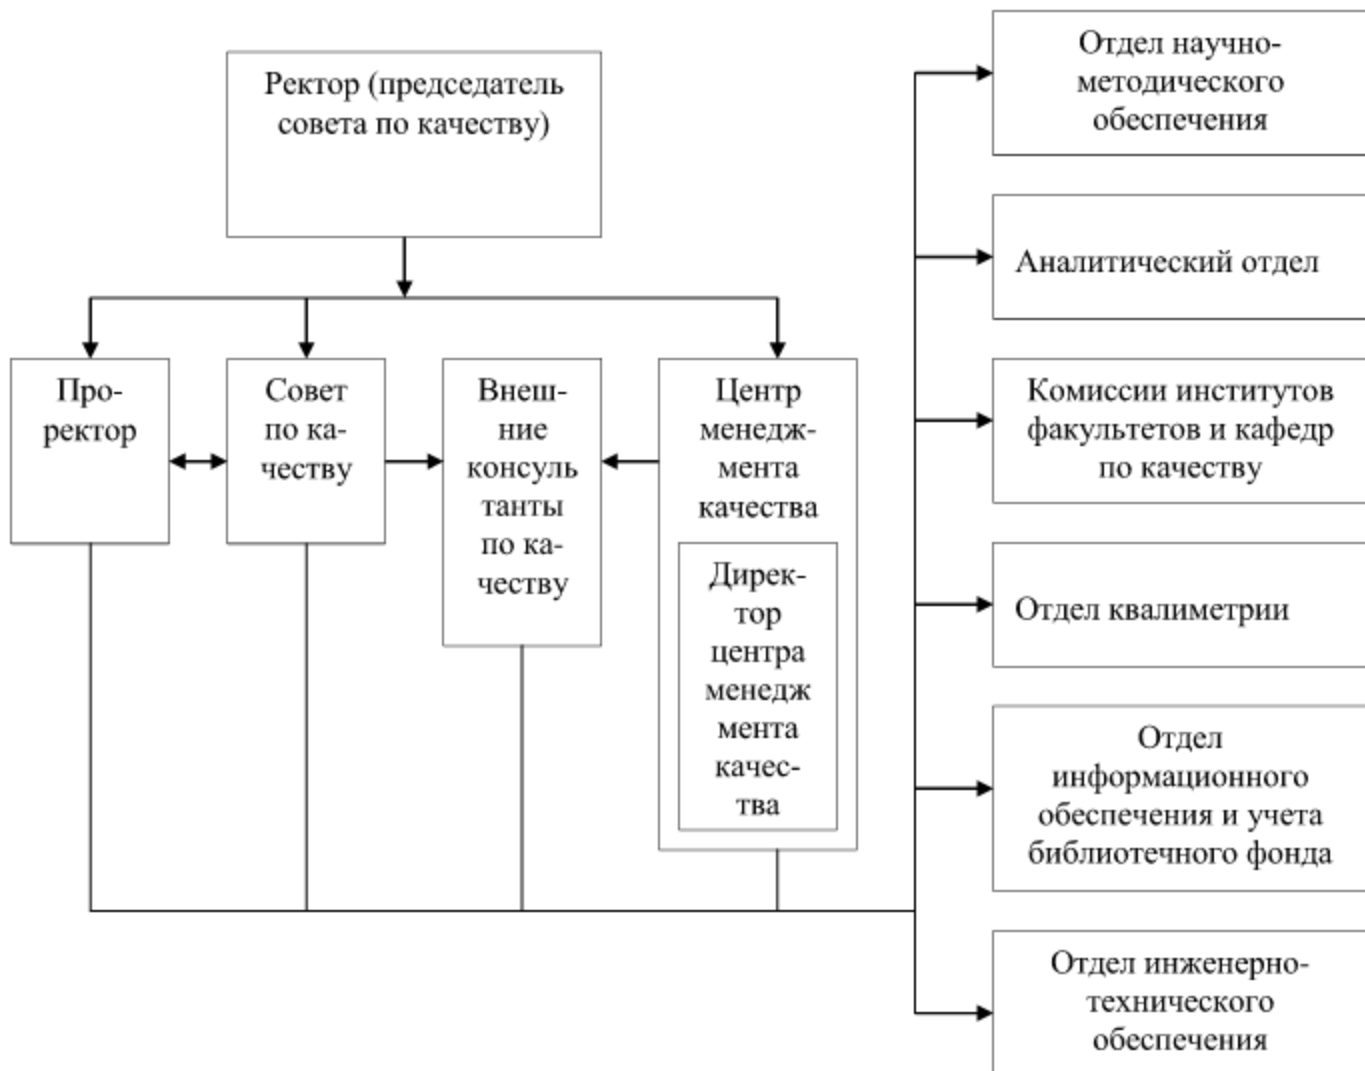 Ректор (председатель
совета по качеству)
Про-
ректор
Совет
по ка-
честву
Внеш-
ние
консуль
танты
по ка-
честву
Центр
менедж-
мента
качества
Дирек-
тор
центра
менедж
мента
качес-
тва
Отдел научно-
методического
обеспечения
Аналитический отдел
Комиссии институтов
факультетов и кафедр
по качеству
Отдел квалиметрии
Отдел
информационного
обеспечения и учета
библиотечного фонда
Отдел инженерно-
технического
обеспечения